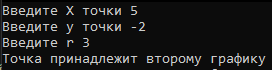 Введите X точки 5
Введите y точки -2
Введите r 3
Точка принадлежит второму графику